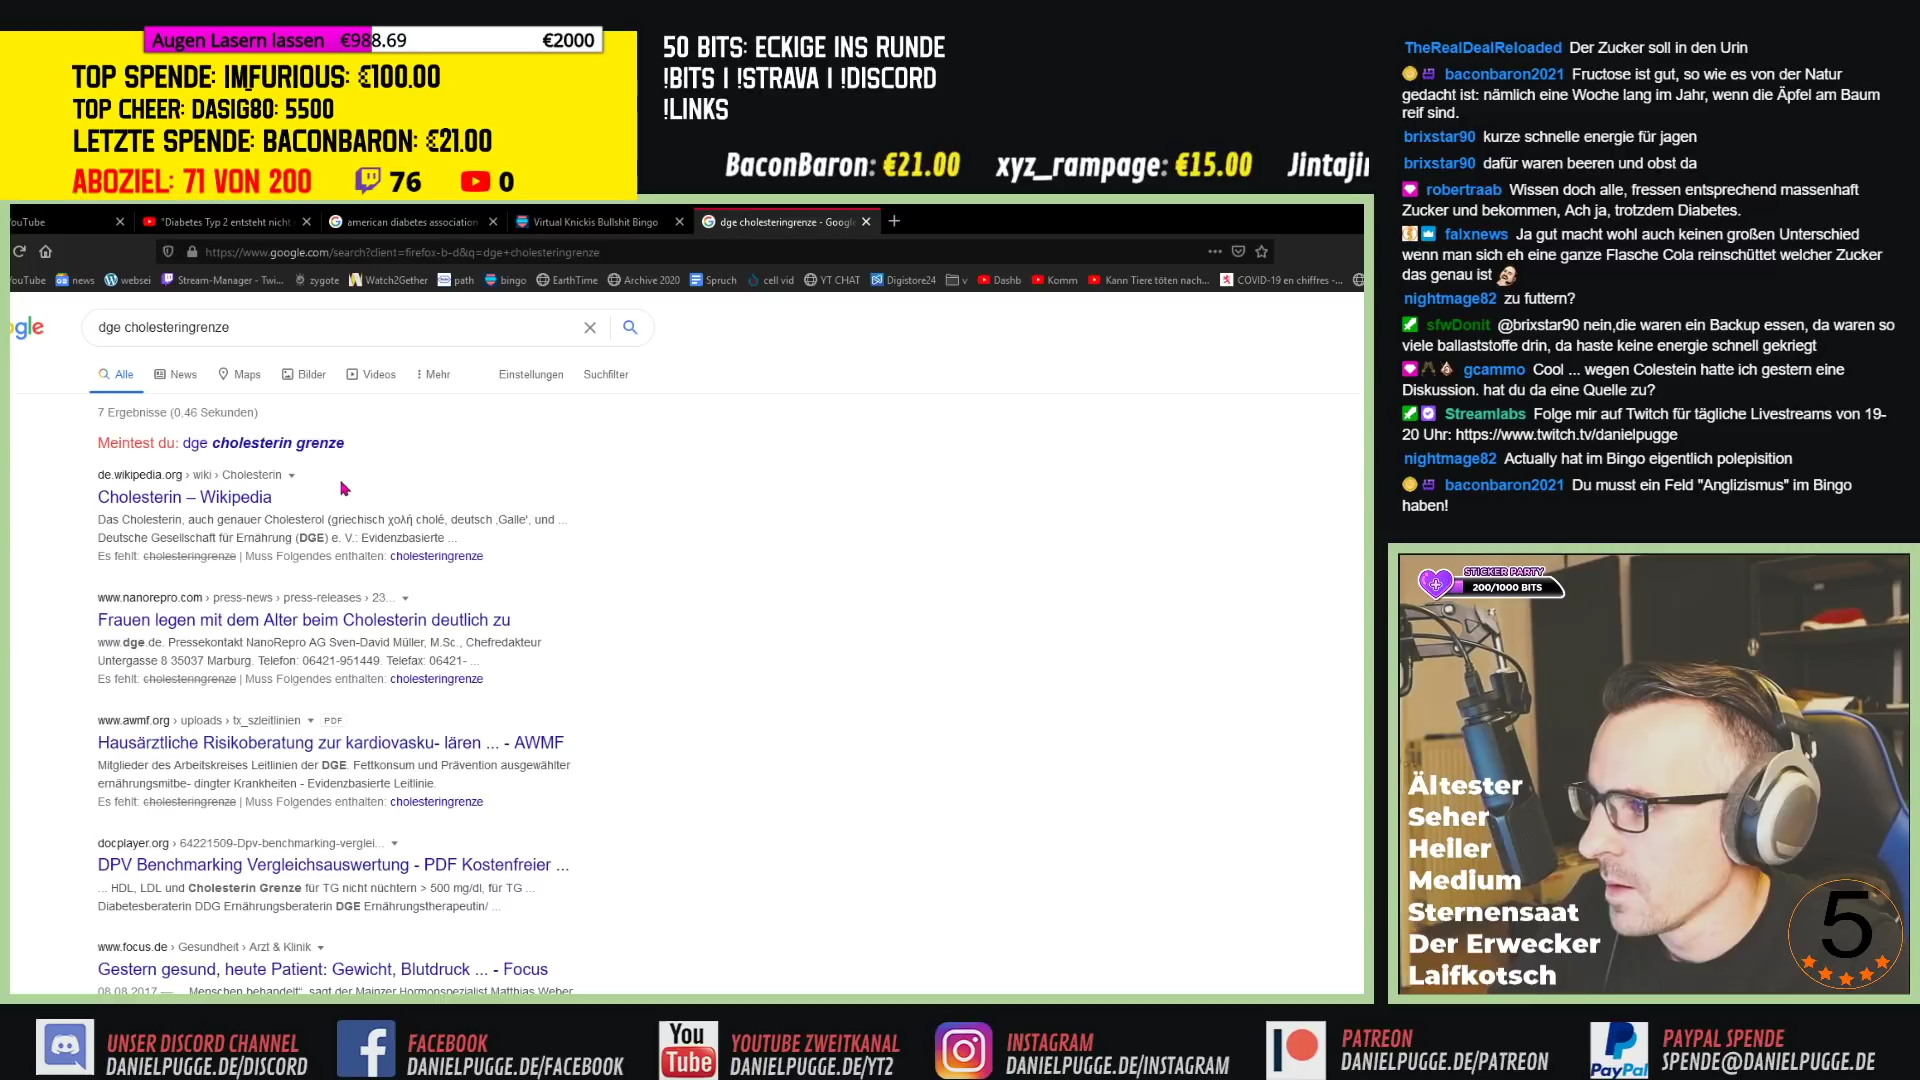 Augen Lasern lassen €988.69 €2000
TOP SPENDE: IMFURIOUS: €100.00
TOP CHEER: DASIG80: 5500
LETZTE SPENDE: BACONBARON: €21.00
ABOZIEL: 71 VON 200 76 0
50 BITS: ECKIGE INS RUNDE
!BITS | !STRAVA | !DISCORD
!LINKS
BaconBaron: €21.00 xyz_rampage: €15.00 Jintajir
ouTube "Diabetes Typ 2 entsteht nicht american diabetes association Virtual Knickis Bullshit Bingo dge cholesteringrenze - Google
https://www.google.com/search?client=firefox-b-d&q=dge+cholesteringrenze
ouTube news websei Stream-Manager - Twi... zygote Watch2Gether path bingo EarthTime Archive 2020 Spruch cell vid YT CHAT Digistore24 v Dashb Komm Kann Tiere töten nach... COVID-19 en chiffres -...
gle dge cholesteringrenze
Alle News Maps Bilder Videos Mehr Einstellungen Suchfilter
7 Ergebnisse (0,46 Sekunden)
Meintest du: dge cholesterin grenze
de.wikipedia.org › wiki › Cholesterin
Cholesterin – Wikipedia
Das Cholesterin, auch genauer Cholesterol (griechisch χολή cholé, deutsch ‚Galle', und ...
Deutsche Gesellschaft für Ernährung (DGE) e. V.: Evidenzbasierte ...
Es fehlt: cholesteringrenze | Muss Folgendes enthalten: cholesteringrenze
www.nanorepro.com › press-news › press-releases › 23...
Frauen legen mit dem Alter beim Cholesterin deutlich zu
www.dge.de. Pressekontakt NanoRepro AG Sven-David Müller, M.Sc., Chefredakteur
Untergasse 8 35037 Marburg. Telefon: 06421-951449. Telefax: 06421- ...
Es fehlt: cholesteringrenze | Muss Folgendes enthalten: cholesteringrenze
www.awmf.org › uploads › tx_szleitlinien PDF
Hausärztliche Risikoberatung zur kardiovasku- lären ... - AWMF
Mitglieder des Arbeitskreises Leitlinien der DGE. Fettkonsum und Prävention ausgewählter
ernährungsmitbe- dingter Krankheiten - Evidenzbasierte Leitlinie.
Es fehlt: cholesteringrenze | Muss Folgendes enthalten: cholesteringrenze
docplayer.org › 64221509-Dpv-benchmarking-verglei...
DPV Benchmarking Vergleichsauswertung - PDF Kostenfreier ...
... HDL, LDL und Cholesterin Grenze für TG nicht nüchtern > 500 mg/dl, für TG ...
Diabetesberaterin DDG Ernährungsberaterin DGE Ernährungstherapeutin/ ...
www.focus.de › Gesundheit › Arzt & Klinik
Gestern gesund, heute Patient: Gewicht, Blutdruck ... - Focus
08.08.2017 — ... Menschen behandelt", sagt der Mainzer Hormonspezialist Matthias Weber
TheRealDealReloaded Der Zucker soll in den Urin
baconbaron2021 Fructose ist gut, so wie es von der Natur
gedacht ist: nämlich eine Woche lang im Jahr, wenn die Äpfel am Baum
reif sind.
brixstar90 kurze schnelle energie für jagen
brixstar90 dafür waren beeren und obst da
robertraab Wissen doch alle, fressen entsprechend massenhaft
Zucker und bekommen, Ach ja, trotzdem Diabetes.
falxnews Ja gut macht wohl auch keinen großen Unterschied
wenn man sich eh eine ganze Flasche Cola reinschüttet welcher Zucker
das genau ist
nightmage82 zu futtern?
sfwDonit @brixstar90 nein,die waren ein Backup essen, da waren so
viele ballaststoffe drin, da haste keine energie schnell gekriegt
gcammo Cool ... wegen Colestein hatte ich gestern eine
Diskussion. hat du da eine Quelle zu?
Streamlabs Folge mir auf Twitch für tägliche Livestreams von 19-
20 Uhr: https://www.twitch.tv/danielpugge
nightmage82 Actually hat im Bingo eigentlich polepisition
baconbaron2021 Du musst ein Feld "Anglizismus" im Bingo
haben!
STICKER PARTY
200/1000 BITS
Ältester
Seher
Heiler
Medium
Sternensaat
Der Erwecker
Laifkotsch
5
UNSER DISCORD CHANNEL
DANIELPUGGE.DE/DISCORD
FACEBOOK
DANIELPUGGE.DE/FACEBOOK
You
Tube
YOUTUBE ZWEITKANAL
DANIELPUGGE.DE/YT2
INSTAGRAM
DANIELPUGGE.DE/INSTAGRAM
PATREON
DANIELPUGGE.DE/PATREON
PayPal
PAYPAL SPENDE
SPENDE@DANIELPUGGE.DE